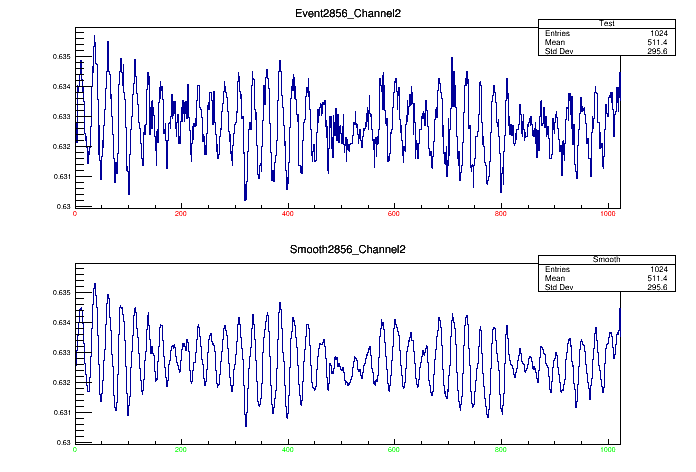 Event2856_Channel2
Test
Entries 1024
Mean 511.4
Std Dev 295.6
0.635
0.634
0.633
0.632
0.631
0.63
0 200 400 600 800 1000
Smooth2856_Channel2
Smooth
Entries 1024
Mean 511.4
Std Dev 295.6
0.635
0.634
0.633
0.632
0.631
0.63
0 200 400 600 800 1000